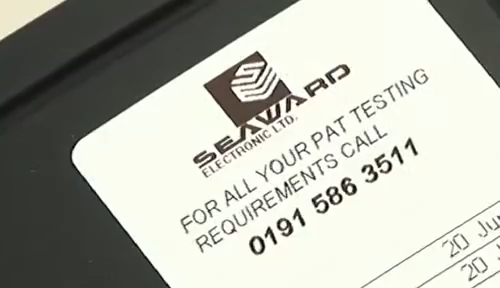 SEAWARD
ELECTRONIC LTD.
FOR ALL YOUR PAT TESTING
REQUIREMENTS CALL
0191 586 3511
20
20